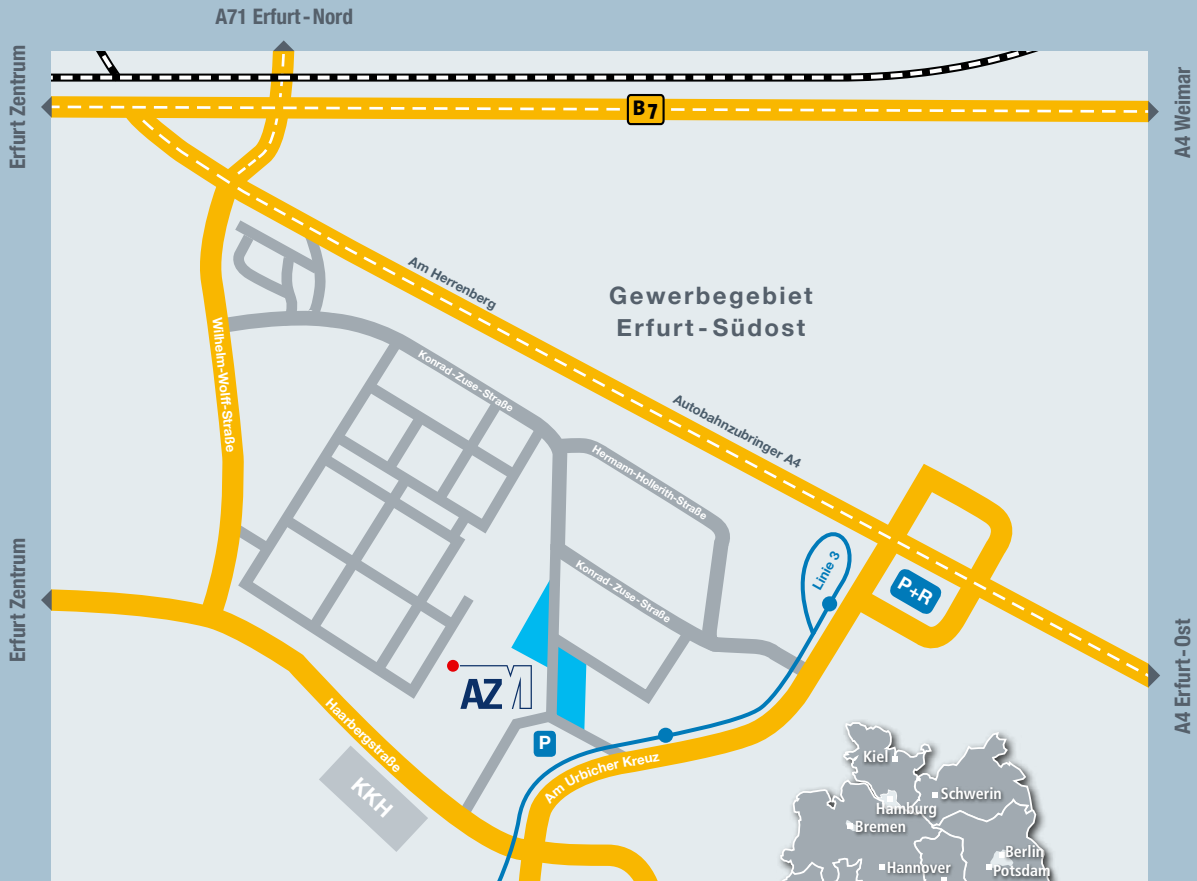 A71 Erfurt-Nord
Erfurt Zentrum
A4 Weimar
B7
Am Herrenberg
Gewerbegebiet
Erfurt-Südost
Wilhelm-Wolff-Straße
Konrad-Zuse-Straße
Autobahnzubringer A4
Hermann-Hollerith-Straße
Linie 3
P+R
Konrad-Zuse-Straße
Erfurt Zentrum
A4 Erfurt-Ost
AZM
P
Haarbergstraße
Am Urbicher Kreuz
KKH
Kiel
Schwerin
Hamburg
Bremen
Berlin
Hannover
Potsdam